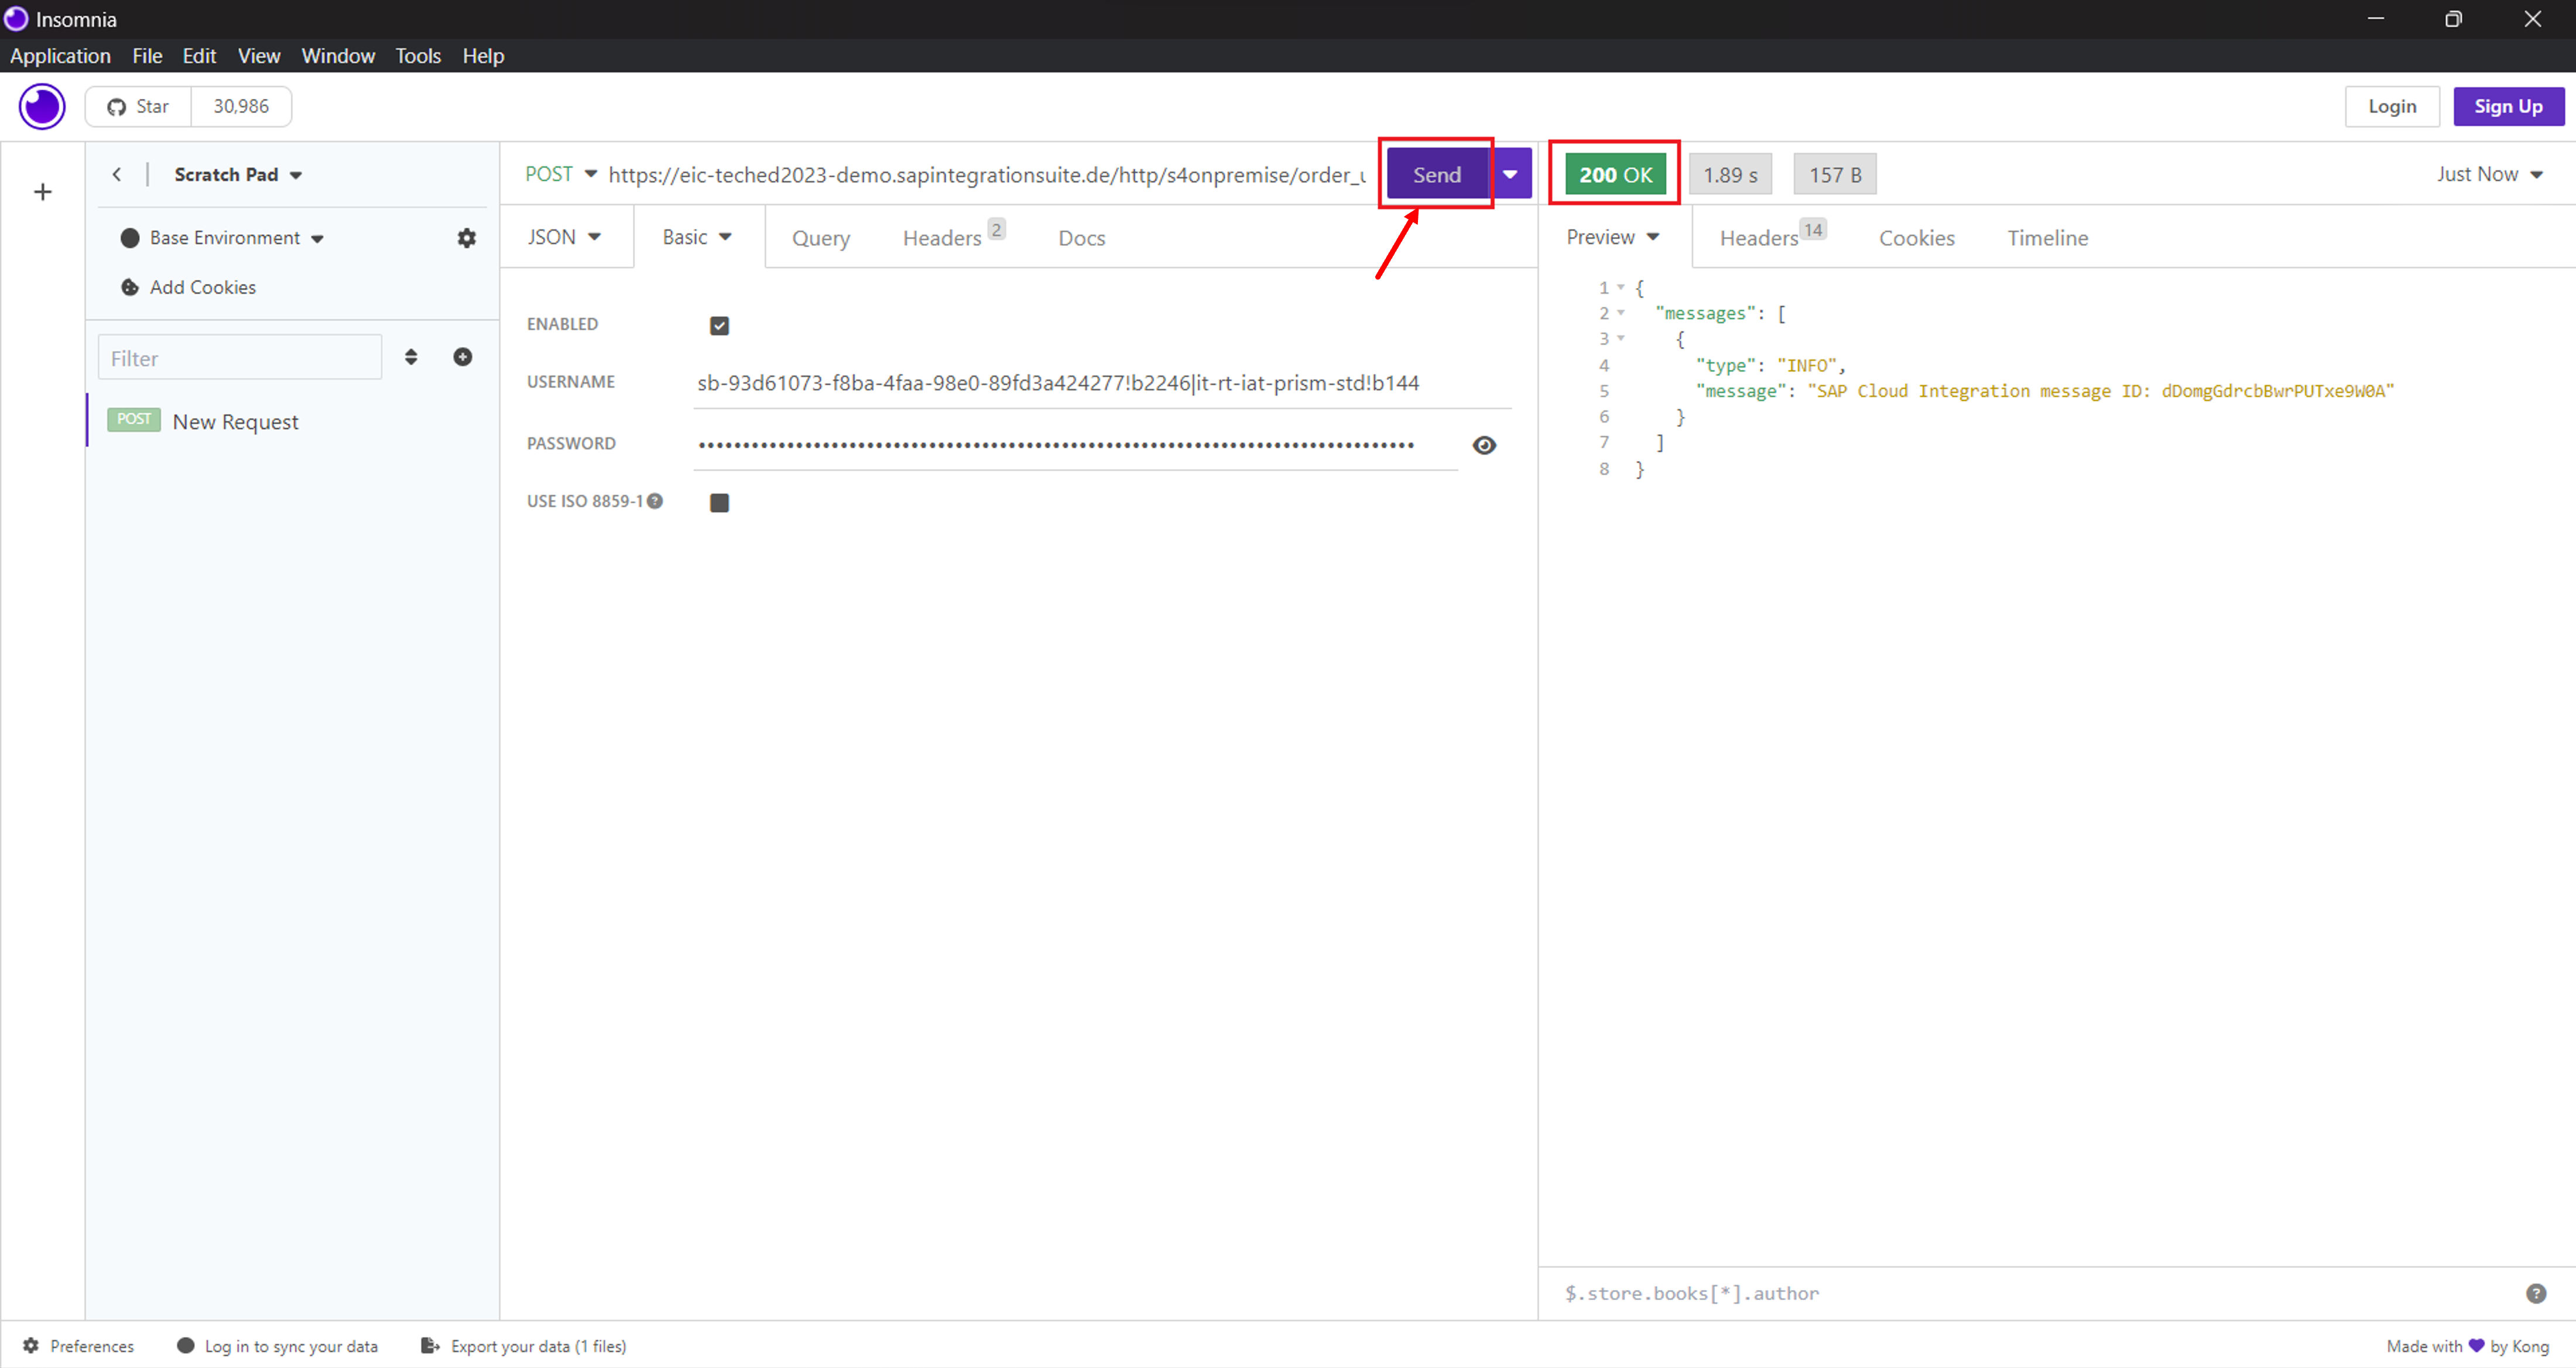 Insomnia
Application File Edit View Window Tools Help
Star 30,986 Login Sign Up
Scratch Pad
Base Environment
Add Cookies
Filter
POST New Request
POST https://eic-teched2023-demo.sapintegrationsuite.de/http/s4onpremise/order_u Send
JSON Basic Query Headers 2 Docs
ENABLED
USERNAME sb-93d61073-f8ba-4faa-98e0-89fd3a424277!b2246|it-rt-iat-prism-std!b144
PASSWORD ••••••••••••••••••••••••••••••••••••••••••••••••••••••••••••••••••••••••••••••••
USE ISO 8859-1
200 OK 1.89 s 157 B Just Now
Preview Headers 14 Cookies Timeline
1 {
2 "messages": [
3 {
4 "type": "INFO",
5 "message": "SAP Cloud Integration message ID: dDomgGdrcbBwrPUTxe9W0A"
6 }
7 ]
8 }
$.store.books[*].author
Preferences Log in to sync your data Export your data (1 files) Made with by Kong